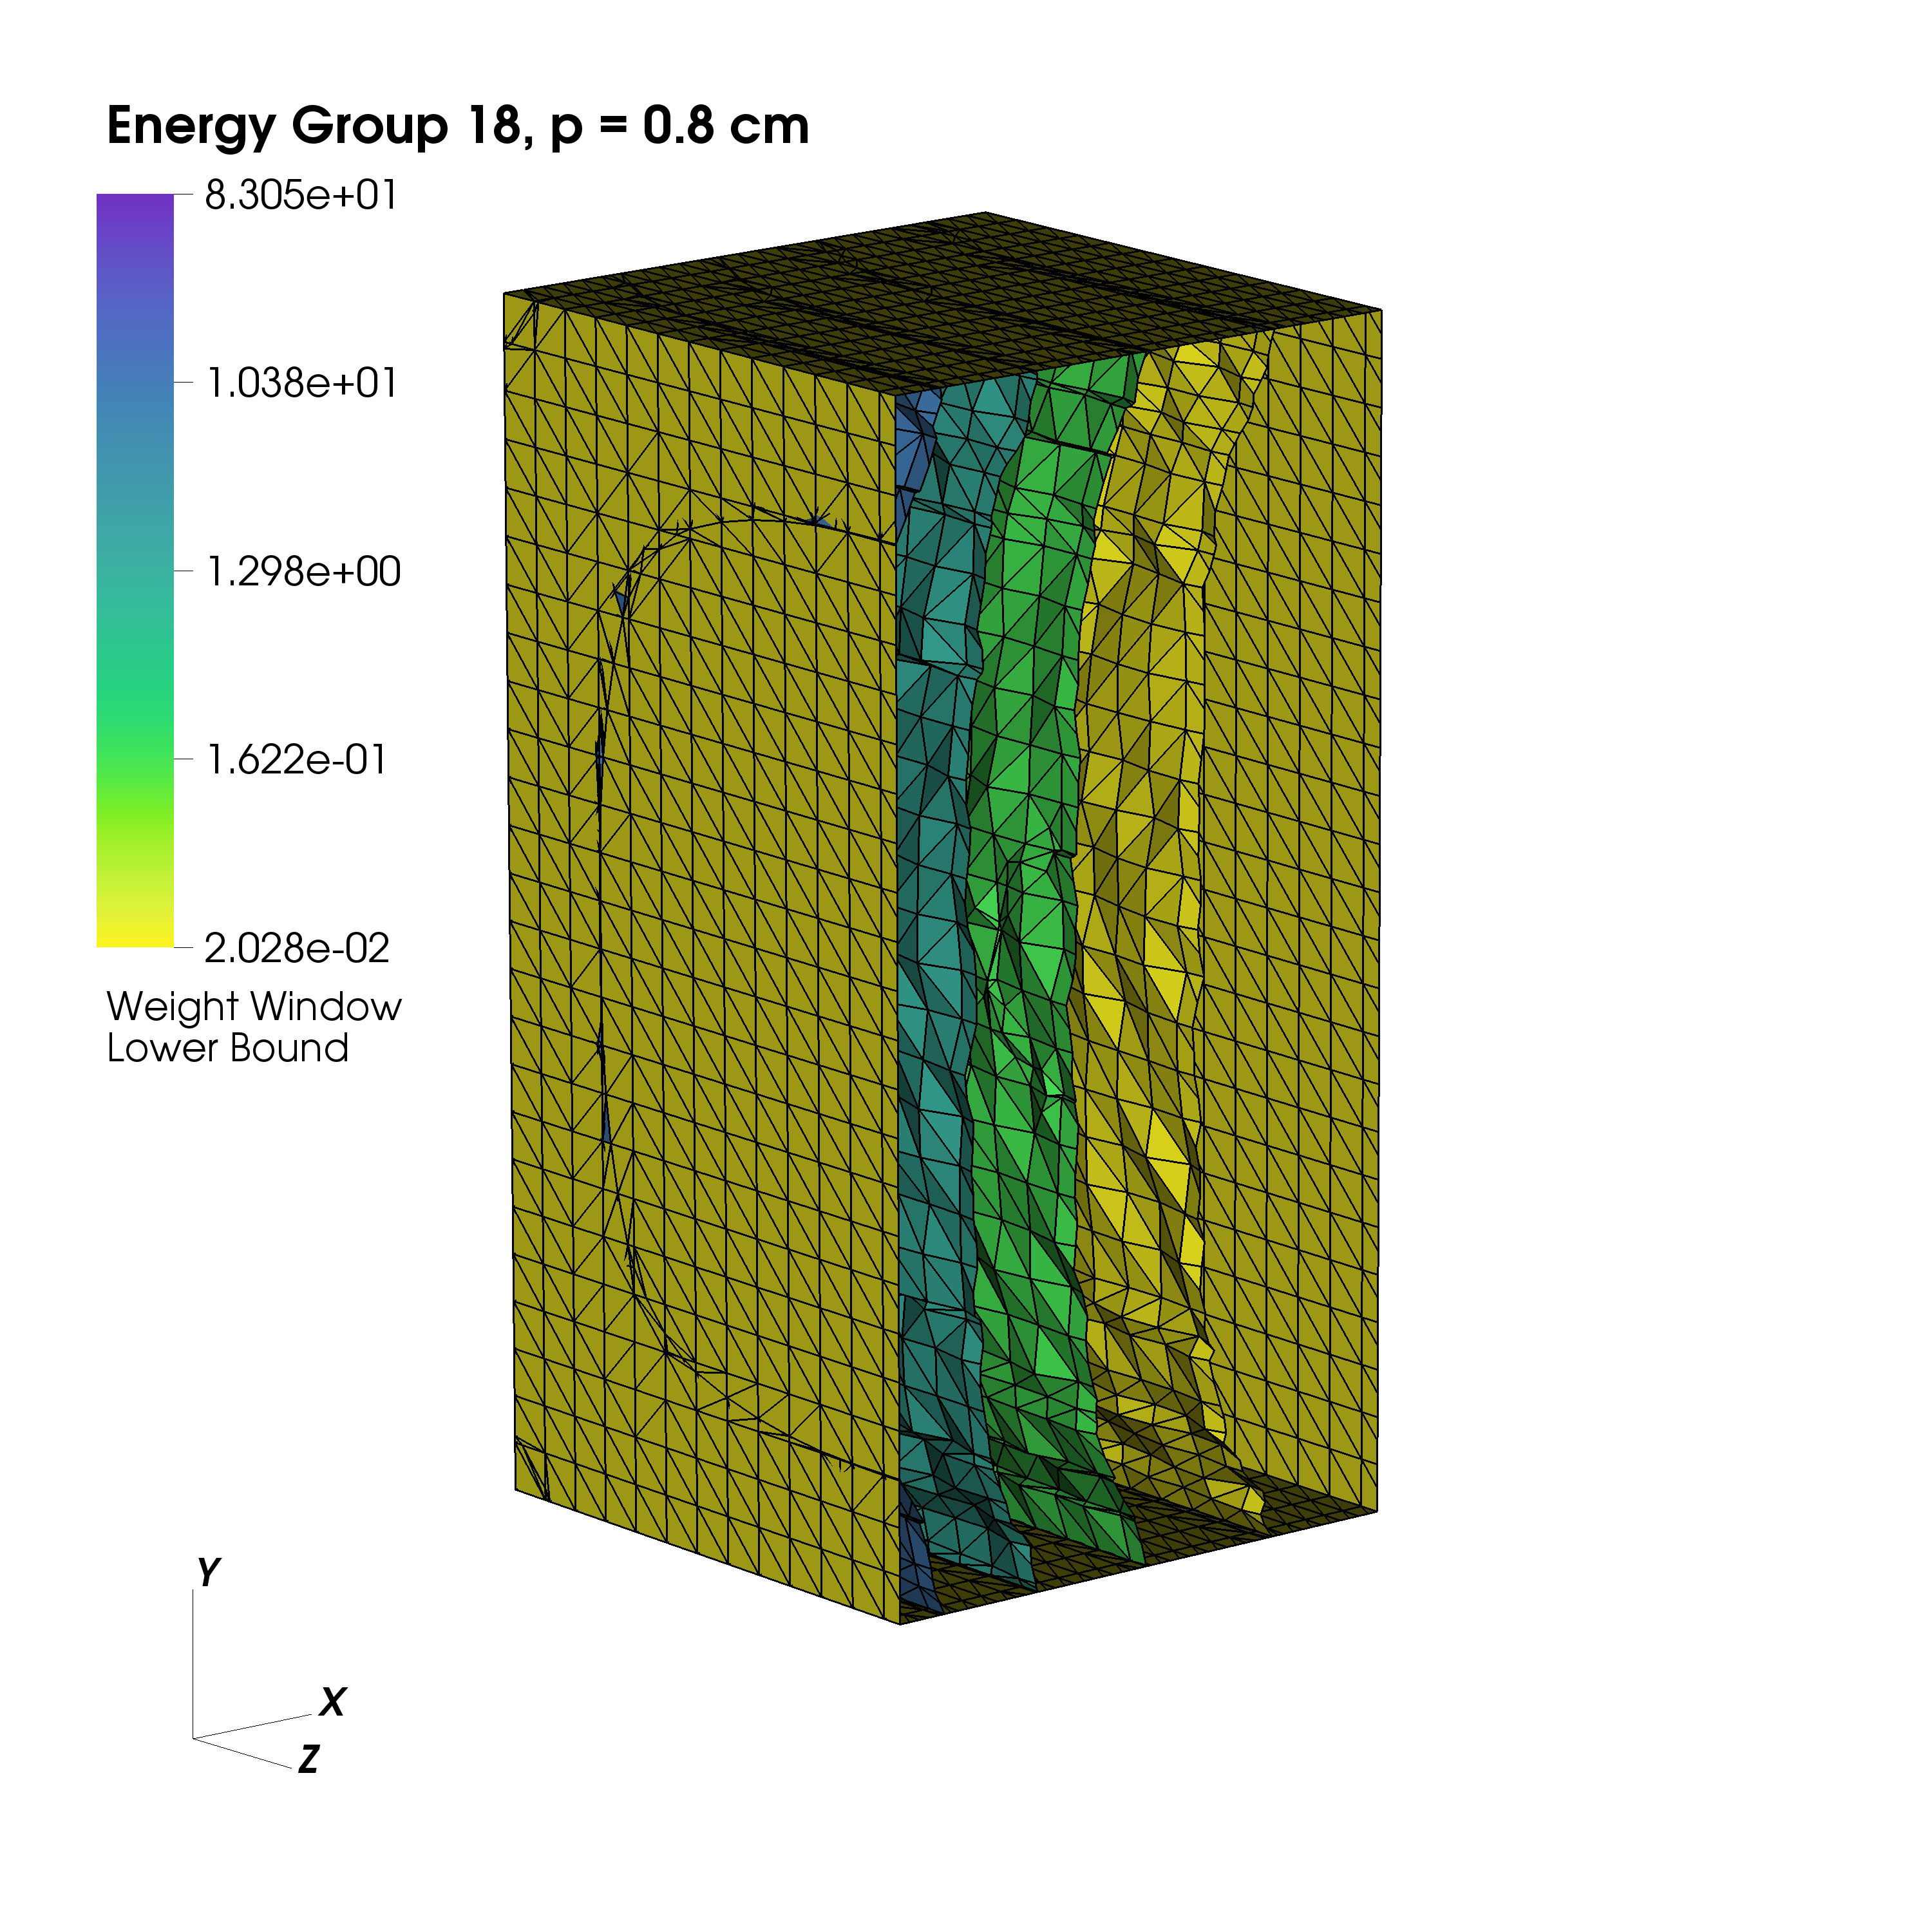 Energy Group 18, p = 0.8 cm
8.305e+01
1.038e+01
1.298e+00
1.622e-01
2.028e-02
Weight Window
Lower Bound
Y
X
Z